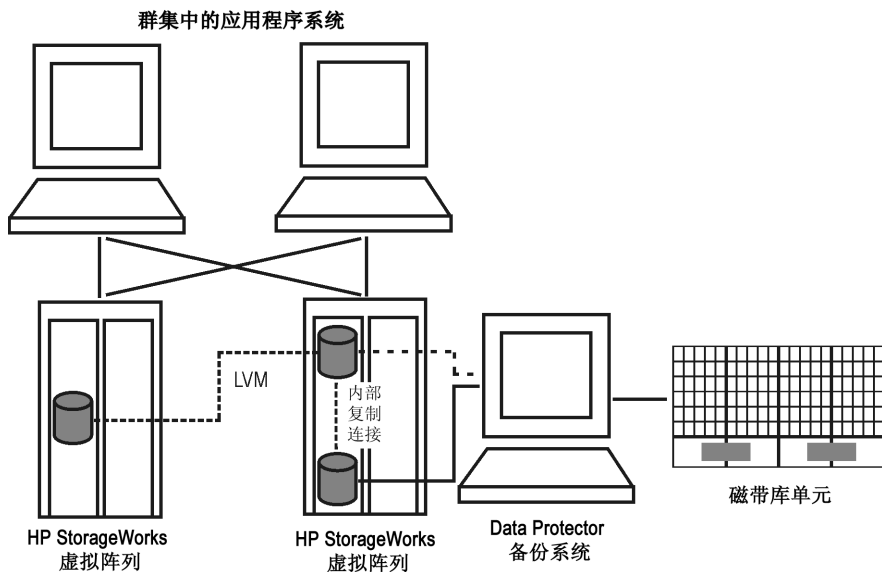 群集中的应用程序系统
LVM
内部
复制
连接
HP StorageWorks
虚拟阵列
HP StorageWorks
虚拟阵列
Data Protector
备份系统
磁带库单元